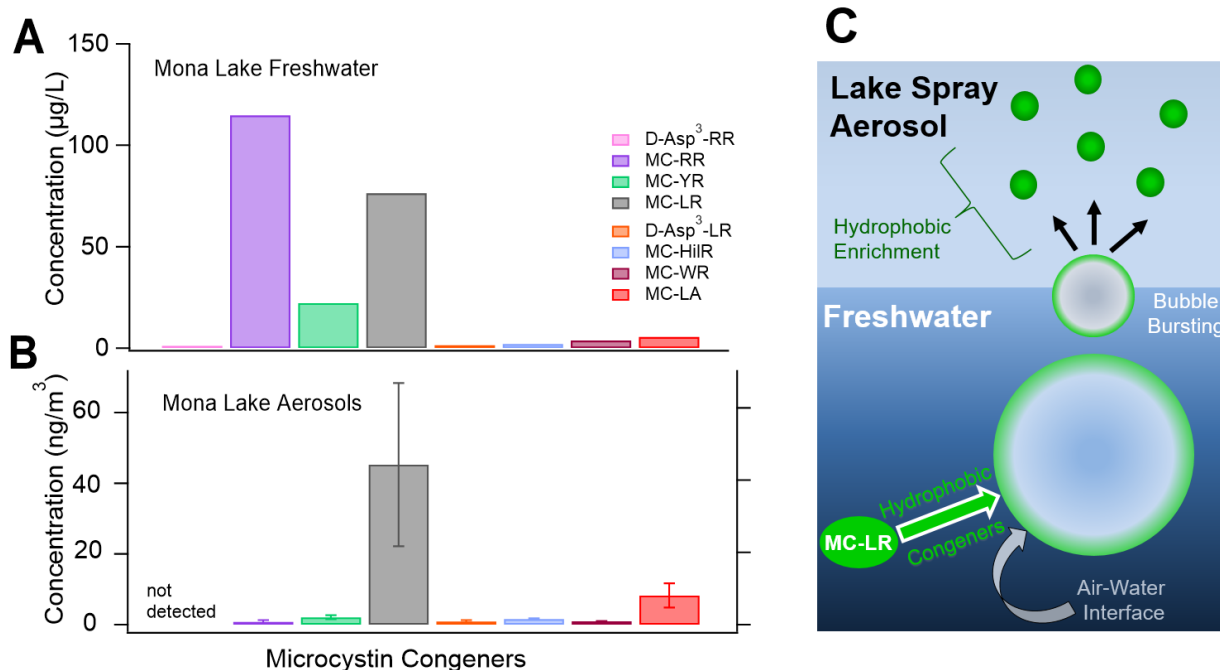 A
150
100
50
0
Concentration (µg/L)
Mona Lake Freshwater
D-Asp³-RR
MC-RR
MC-YR
MC-LR
D-Asp³-LR
MC-HilR
MC-WR
MC-LA
B
60
40
20
0
Concentration (ng/m³)
Mona Lake Aerosols
not
detected
Microcystin Congeners
C
Lake Spray
Aerosol
Hydrophobic
Enrichment
Freshwater
Bubble
Bursting
Hydrophobic
Congeners
MC-LR
Air-Water
Interface